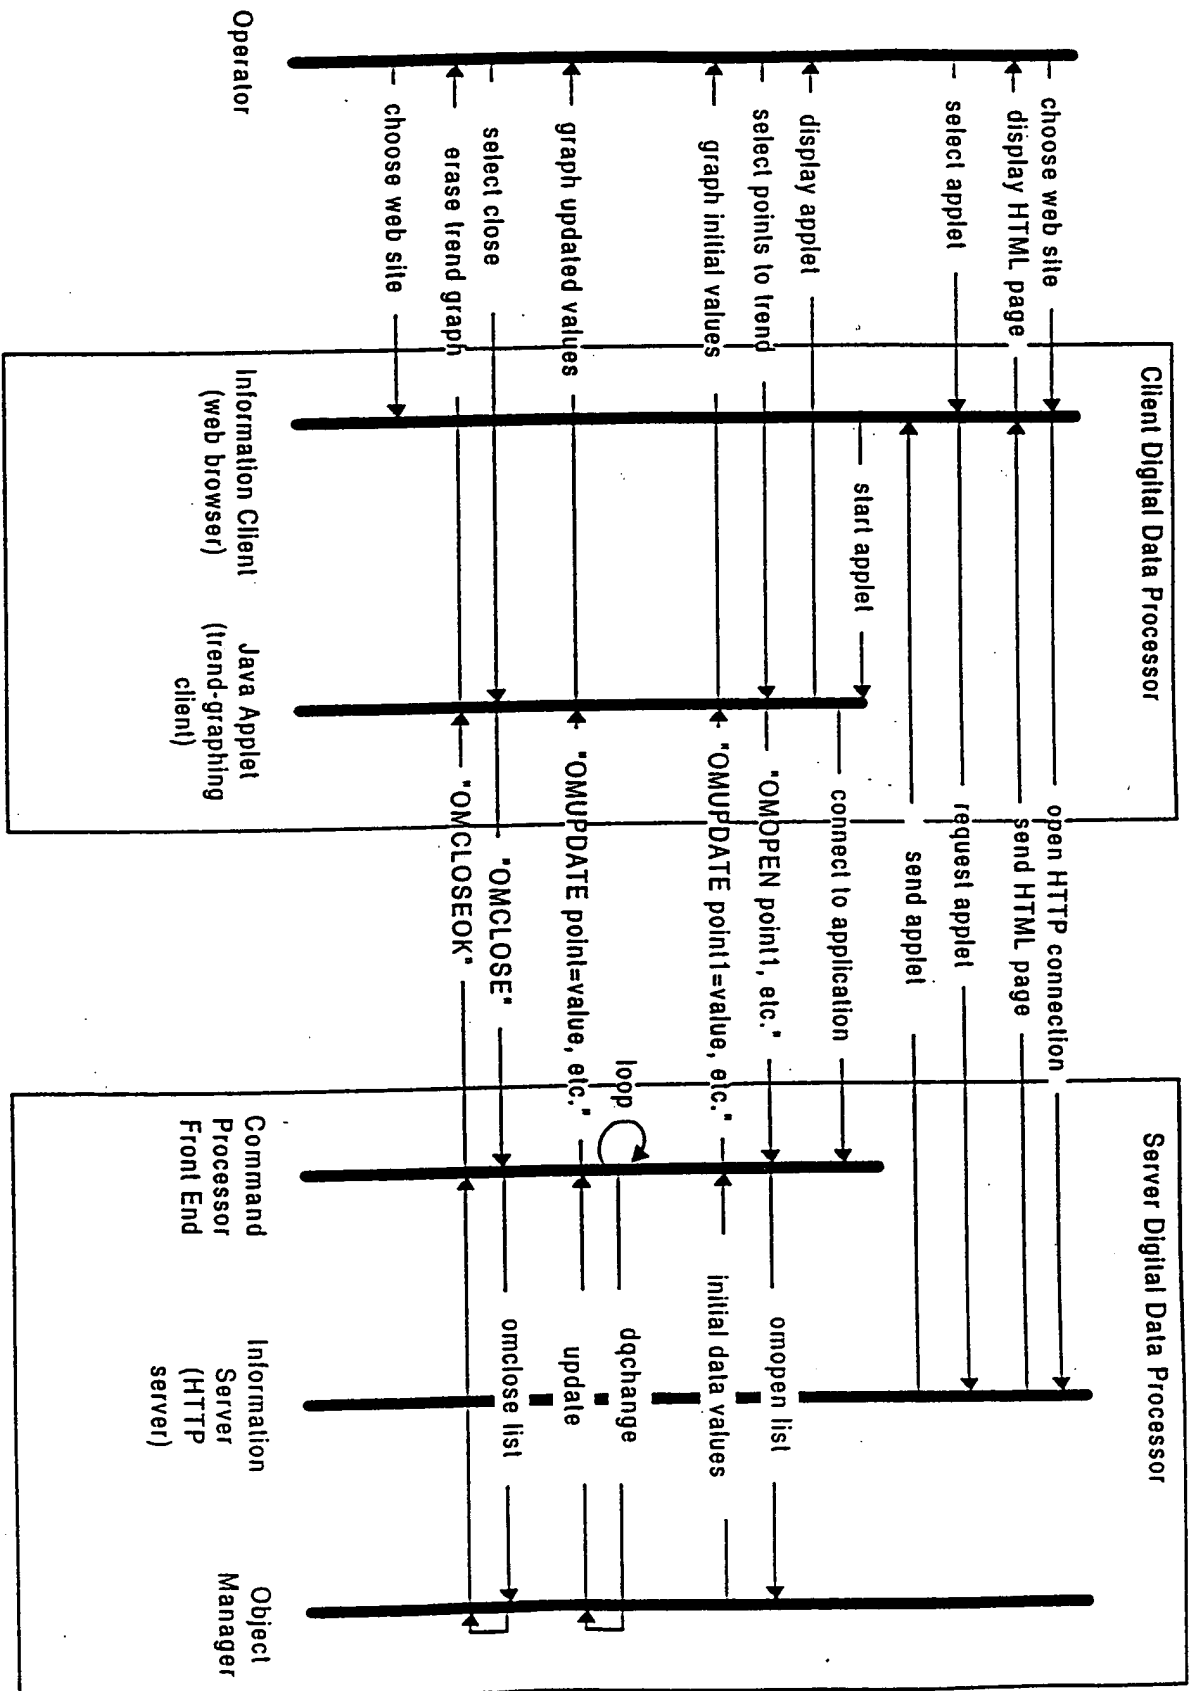 Client Digital Data Processor
Server Digital Data Processor
choose web site
open HTTP connection
display HTML page
send HTML page
select applet
request applet
send applet
start applet
connect to application
display applet
select points to trend
"OMOPEN point1, etc."
omopen list
graph initial values
"OMUPDATE point1=value, etc."
initial data values
loop
dqchange
graph updated values
"OMUPDATE point=value, etc."
update
select close
"OMCLOSE"
omclose list
erase trend graph
"OMCLOSEOK"
choose web site
Operator
Information Client
(web browser)
Java Applet
(trend-graphing
client)
Command
Processor
Front End
Information
Server
(HTTP
server)
Object
Manager